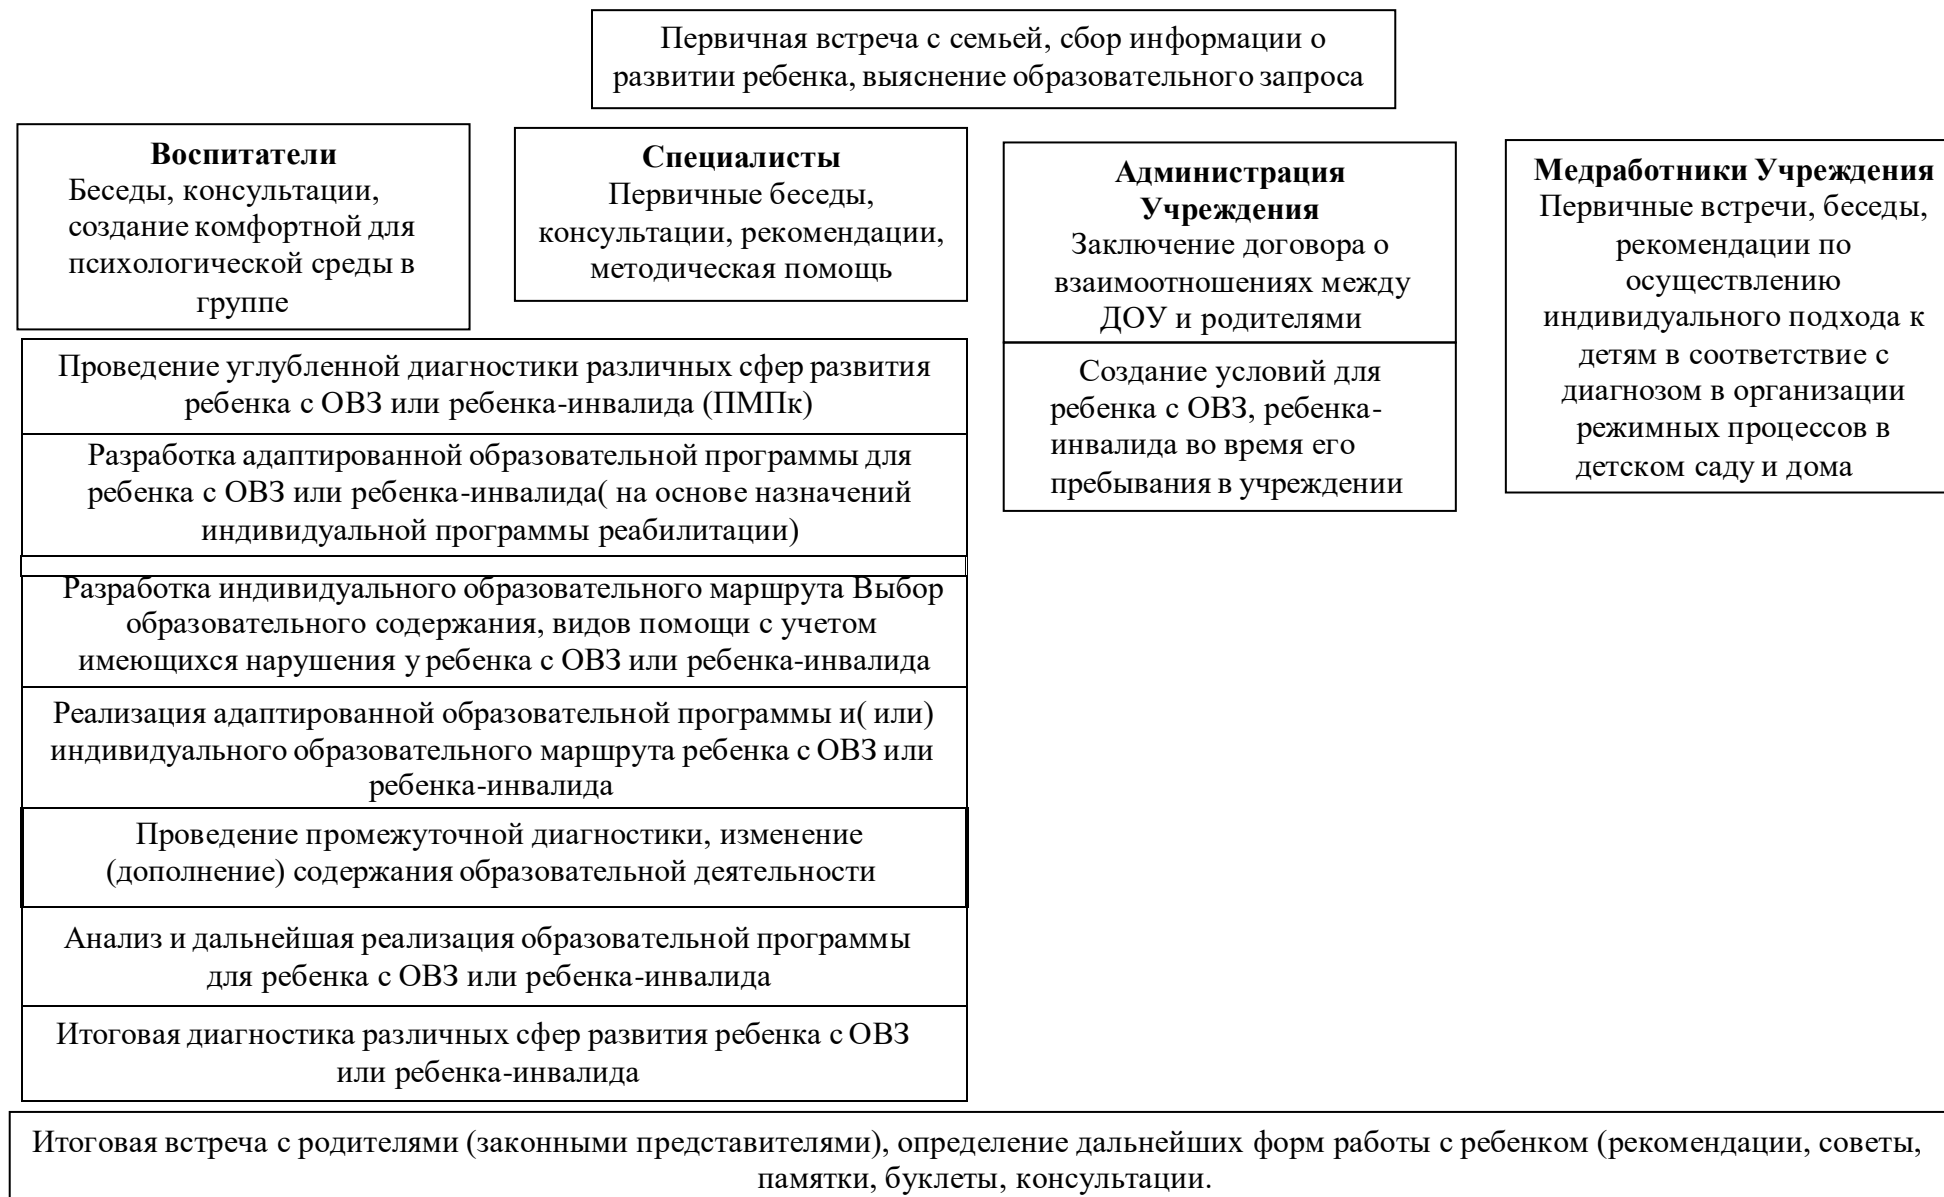 Первичная встреча с семьей, сбор информации о
развитии ребенка, выяснение образовательного запроса
Воспитатели
Беседы, консультации,
создание комфортной для
психологической среды в
группе
Специалисты
Первичные беседы,
консультации, рекомендации,
методическая помощь
Администрация
Учреждения
Заключение договора о
взаимоотношениях между
ДОУ и родителями
Создание условий для
ребенка с ОВЗ, ребенка-
инвалида во время его
пребывания в учреждении
Медработники Учреждения
Первичные встречи, беседы,
рекомендации по
осуществлению
индивидуального подхода к
детям в соответствие с
диагнозом в организации
режимных процессов в
детском саду и дома
Проведение углубленной диагностики различных сфер развития
ребенка с ОВЗ или ребенка-инвалида (ПМПк)
Разработка адаптированной образовательной программы для
ребенка с ОВЗ или ребенка-инвалида( на основе назначений
индивидуальной программы реабилитации)
Разработка индивидуального образовательного маршрута Выбор
образовательного содержания, видов помощи с учетом
имеющихся нарушения у ребенка с ОВЗ или ребенка-инвалида
Реализация адаптированной образовательной программы и( или)
индивидуального образовательного маршрута ребенка с ОВЗ или
ребенка-инвалида
Проведение промежуточной диагностики, изменение
(дополнение) содержания образовательной деятельности
Анализ и дальнейшая реализация образовательной программы
для ребенка с ОВЗ или ребенка-инвалида
Итоговая диагностика различных сфер развития ребенка с ОВЗ
или ребенка-инвалида
Итоговая встреча с родителями (законными представителями), определение дальнейших форм работы с ребенком (рекомендации, советы,
памятки, буклеты, консультации.